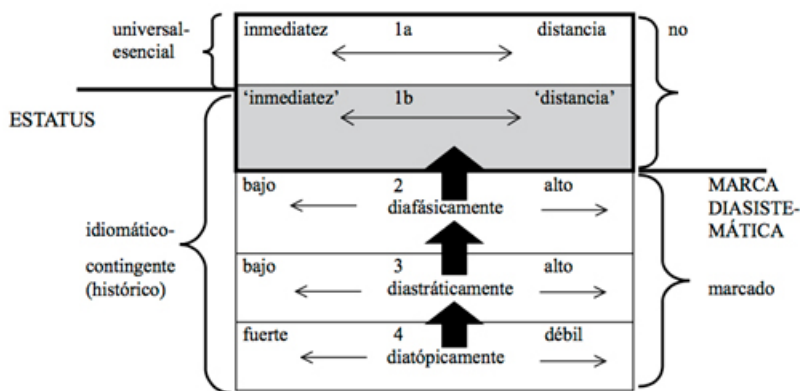 universal-
esencial
inmediatez 1a distancia
no
‘inmediatez’ 1b ‘distancia’
ESTATUS
bajo 2 alto
diafásicamente
MARCA
DIASISTE-
MÁTICA
idiomático-
contingente
(histórico)
bajo 3 alto
diastráticamente
marcado
fuerte 4 débil
diatópicamente